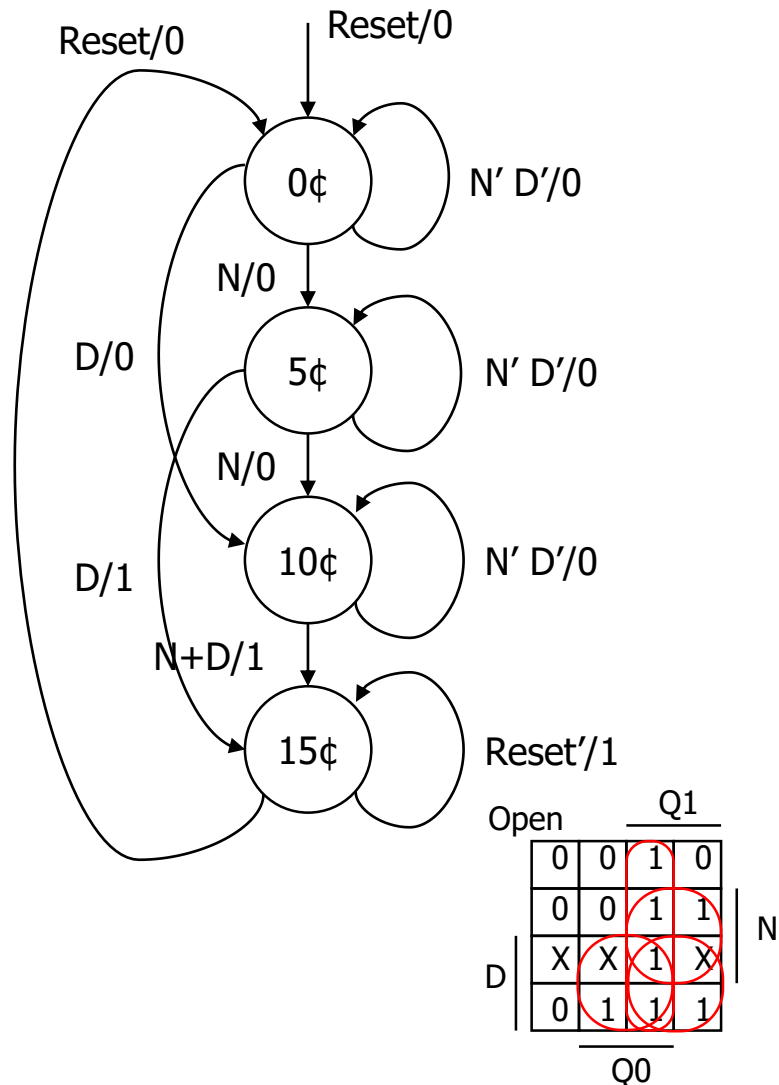 Reset/0
Reset/0
0¢
N’ D’/0
N/0
D/0
5¢
N’ D’/0
N/0
10¢
N’ D’/0
D/1
N+D/1
15¢
Reset’/1
Q1
Open
0 0 1 0
0 0 1 1
N
X X 1 X
D
0 1 1 1
Q0